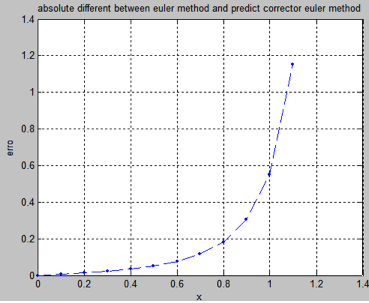 absolute different between euler method and predict corrector euler method
1.4
1.2
1
0.8
0.6
0.4
0.2
0
erro
0 0.2 0.4 0.6 0.8 1 1.2 1.4
x